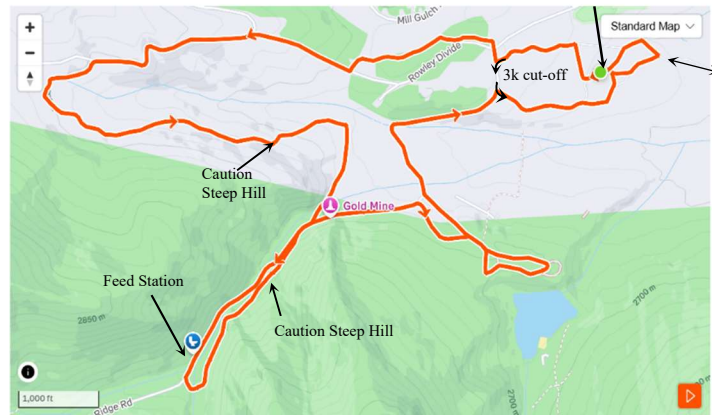 +
−
Mill Gulch
Standard Map
Rowley Divide
3k cut-off
Caution
Steep Hill
Gold Mine
Feed Station
2700 m
2850 m
Caution Steep Hill
i
1,000 ft
Ridge Rd
2700 m